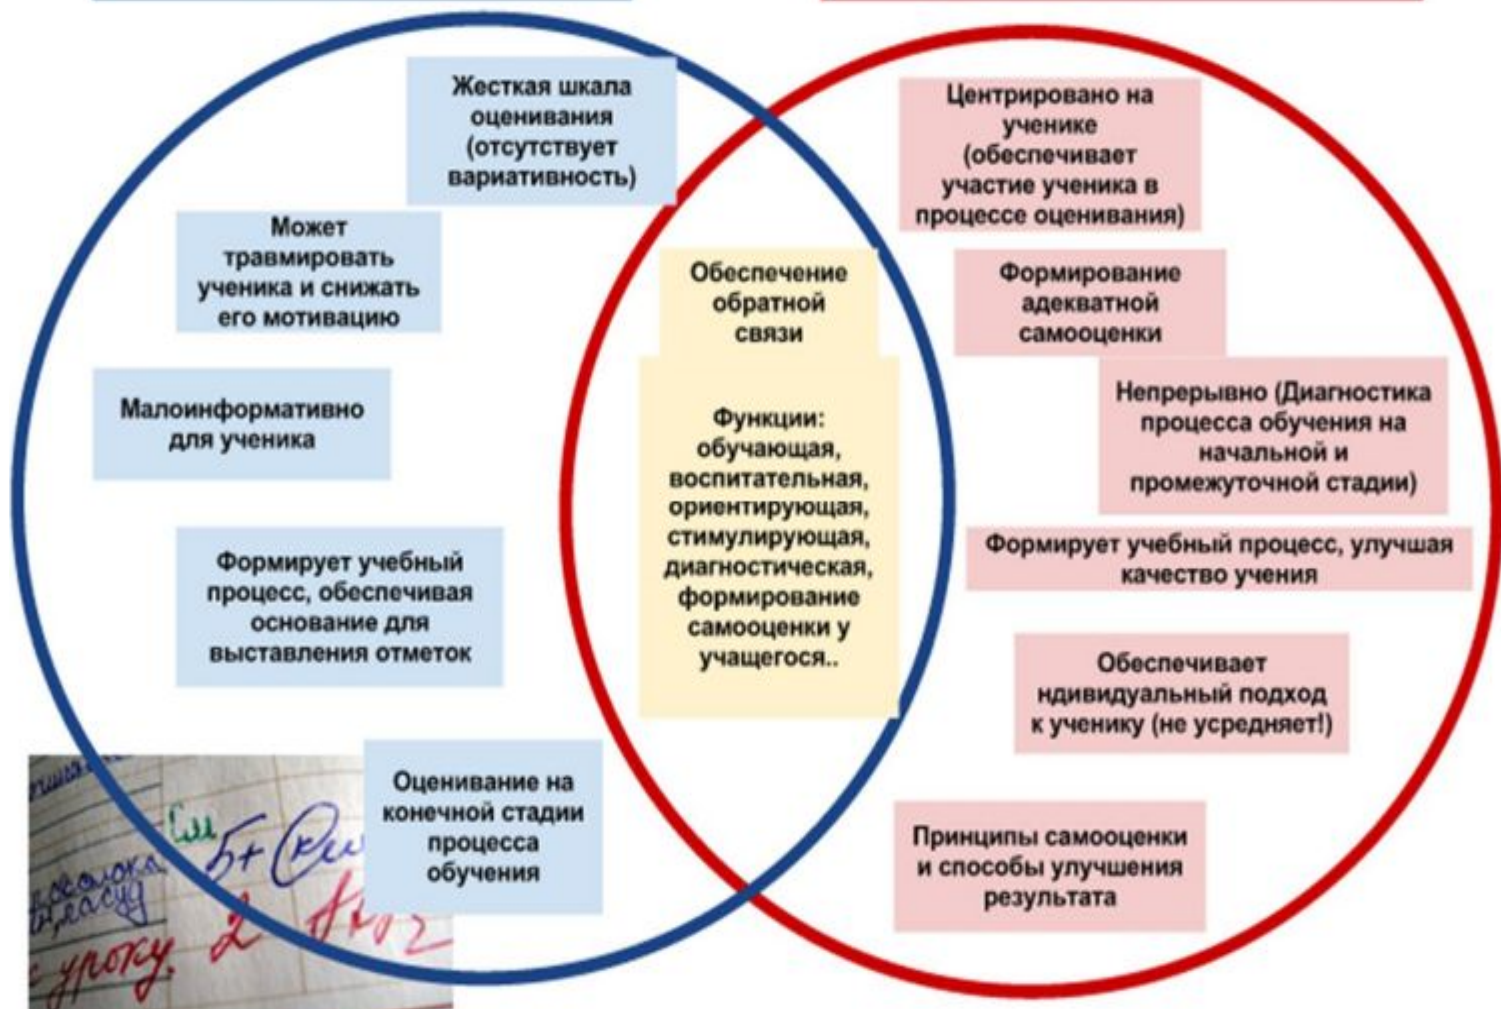 Жесткая шкала
оценивания
(отсутствует
вариативность)
Может
травмировать
ученика и снижать
его мотивацию
Малоинформативно
для ученика
Формирует учебный
процесс, обеспечивая
основание для
выставления отметок
Оценивание на
конечной стадии
процесса
обучения
Обеспечение
обратной
связи
Функции:
обучающая,
воспитательная,
ориентирующая,
стимулирующая,
диагностическая,
формирование
самооценки у
учащегося..
Центрировано на
ученике
(обеспечивает
участие ученика в
процессе оценивания)
Формирование
адекватной
самооценки
Непрерывно (Диагностика
процесса обучения на
начальной и
промежуточной стадии)
Формирует учебный процесс, улучшая
качество учения
Обеспечивает
ндивидуальный подход
к ученику (не усредняет!)
Принципы самооценки
и способы улучшения
результата
5+
уроку. 2